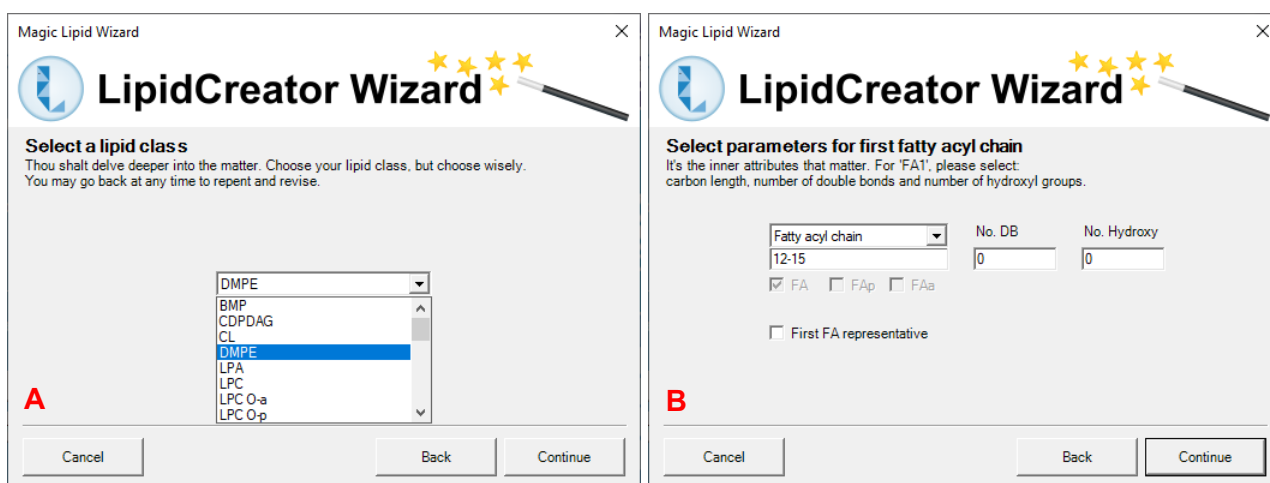 Magic Lipid Wizard
LipidCreator Wizard
Select a lipid class
Thou shalt delve deeper into the matter. Choose your lipid class, but choose wisely.
You may go back at any time to repent and revise.
DMPE
BMP
CDPDAG
CL
DMPE
LPA
LPC
LPC O-a
LPC O-p
A
Cancel
Back
Continue
Magic Lipid Wizard
LipidCreator Wizard
Select parameters for first fatty acyl chain
It's the inner attributes that matter. For 'FA1', please select:
carbon length, number of double bonds and number of hydroxyl groups.
Fatty acyl chain
No. DB
No. Hydroxy
12-15
0
0
FA
FAp
FAa
First FA representative
B
Cancel
Back
Continue